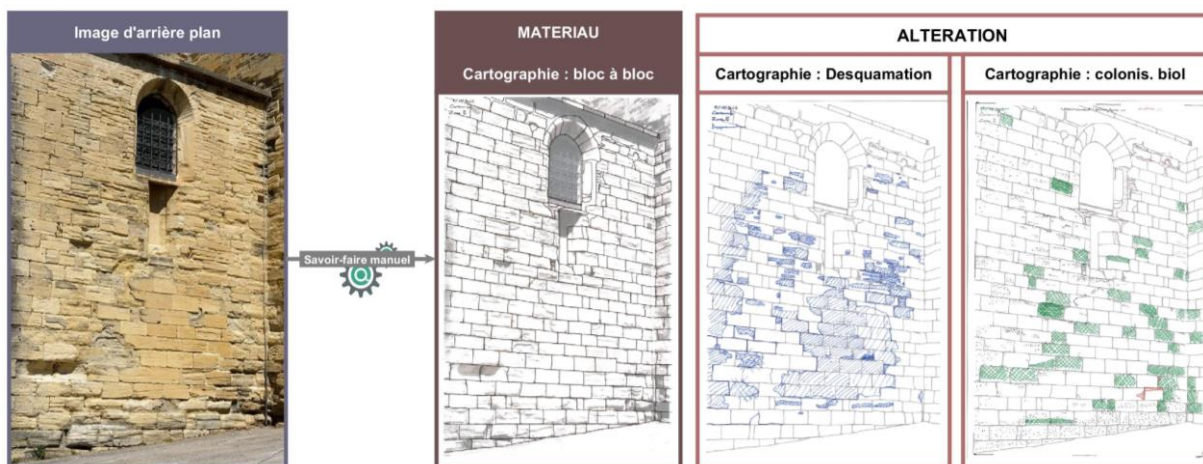 Image d'arrière plan
Savoir-faire manuel
MATERIAU
Cartographie : bloc à bloc
ALTERATION
Cartographie : Desquamation
Cartographie : colonis. biol